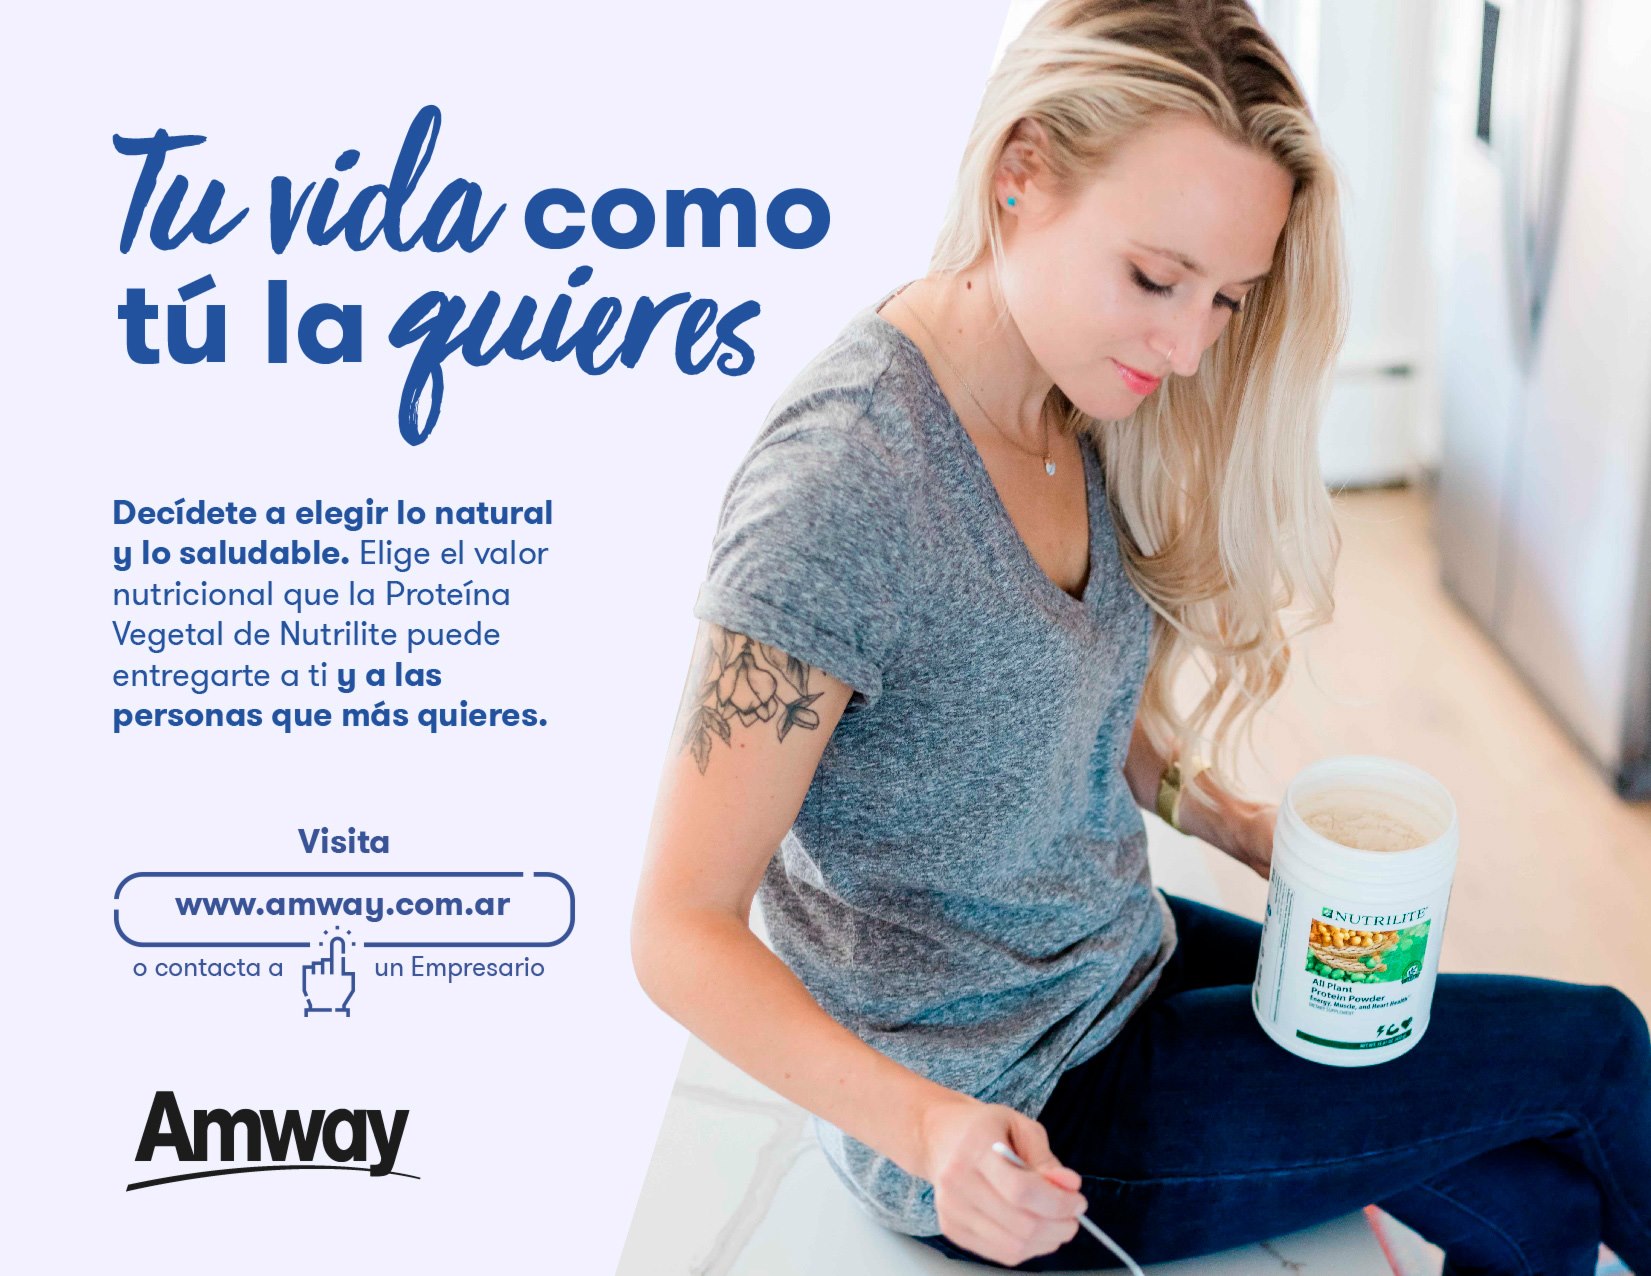 Tu vida como
tú la quieres
Decídete a elegir lo natural
y lo saludable. Elige el valor
nutricional que la Proteína
Vegetal de Nutrilite puede
entregarte a ti y a las
personas que más quieres.
Visita
www.amway.com.ar
o contacta a un Empresario
Amway
NUTRILITE
All Plant
Protein Powder
Energy, Muscle, and Heart Health
DIETARY SUPPLEMENT